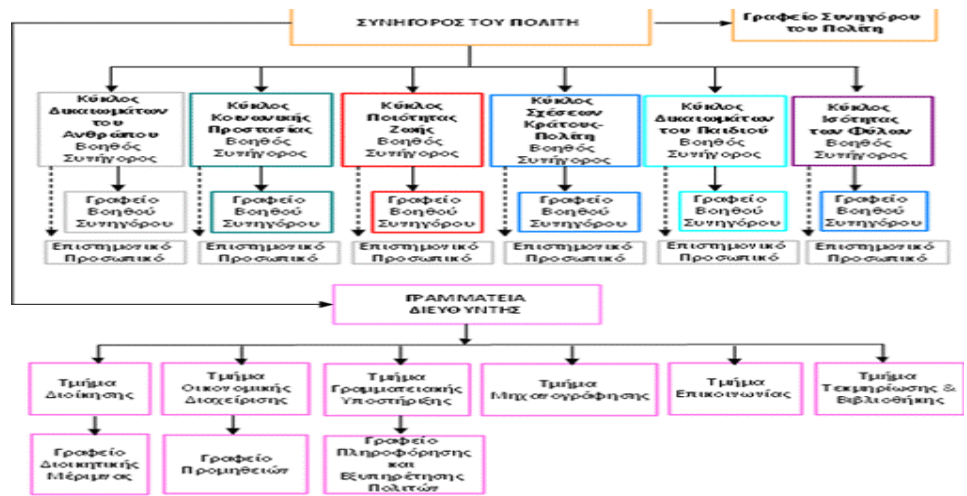 ΣΥΝΗΓΟΡΟΣ ΤΟΥ ΠΟΛΙΤΗ
Γραφείο Συνηγόρου
του Πολίτη
Κύκλος
Δικαιωμάτων
του
Ανθρώπου
Βοηθός
Συνήγορος
Κύκλος
Κοινωνικής
Προστασίας
Βοηθός
Συνήγορος
Κύκλος
Ποιότητας
Ζωής
Βοηθός
Συνήγορος
Κύκλος
Σχέσεων
Κράτους-
Πολίτη
Βοηθός
Συνήγορος
Κύκλος
Δικαιωμάτων
του Παιδιού
Βοηθός
Συνήγορος
Κύκλος
Ισότητας
των Φύλων
Βοηθός
Συνήγορος
Γραφείο
Βοηθού
Συνηγόρου
Γραφείο
Βοηθού
Συνηγόρου
Γραφείο
Βοηθού
Συνηγόρου
Γραφείο
Βοηθού
Συνηγόρου
Γραφείο
Βοηθού
Συνηγόρου
Γραφείο
Βοηθού
Συνηγόρου
Επιστημονικό
Προσωπικό
Επιστημονικό
Προσωπικό
Επιστημονικό
Προσωπικό
Επιστημονικό
Προσωπικό
Επιστημονικό
Προσωπικό
Επιστημονικό
Προσωπικό
ΓΡΑΜΜΑΤΕΙΑ
ΔΙΕΥΘΥΝΤΗΣ
Τμήμα
Διοίκησης
Τμήμα
Οικονομικής
Διαχείρισης
Τμήμα
Γραμματειακής
Υποστήριξης
Τμήμα
Μηχανογράφησης
Τμήμα
Επικοινωνίας
Τμήμα
Τεκμηρίωσης &
Βιβλιοθήκης
Γραφείο
Διοικητικής
Μέριμνας
Γραφείο
Προμηθειών
Γραφείο
Πληροφόρησης
και
Εξυπηρέτησης
Πολιτών